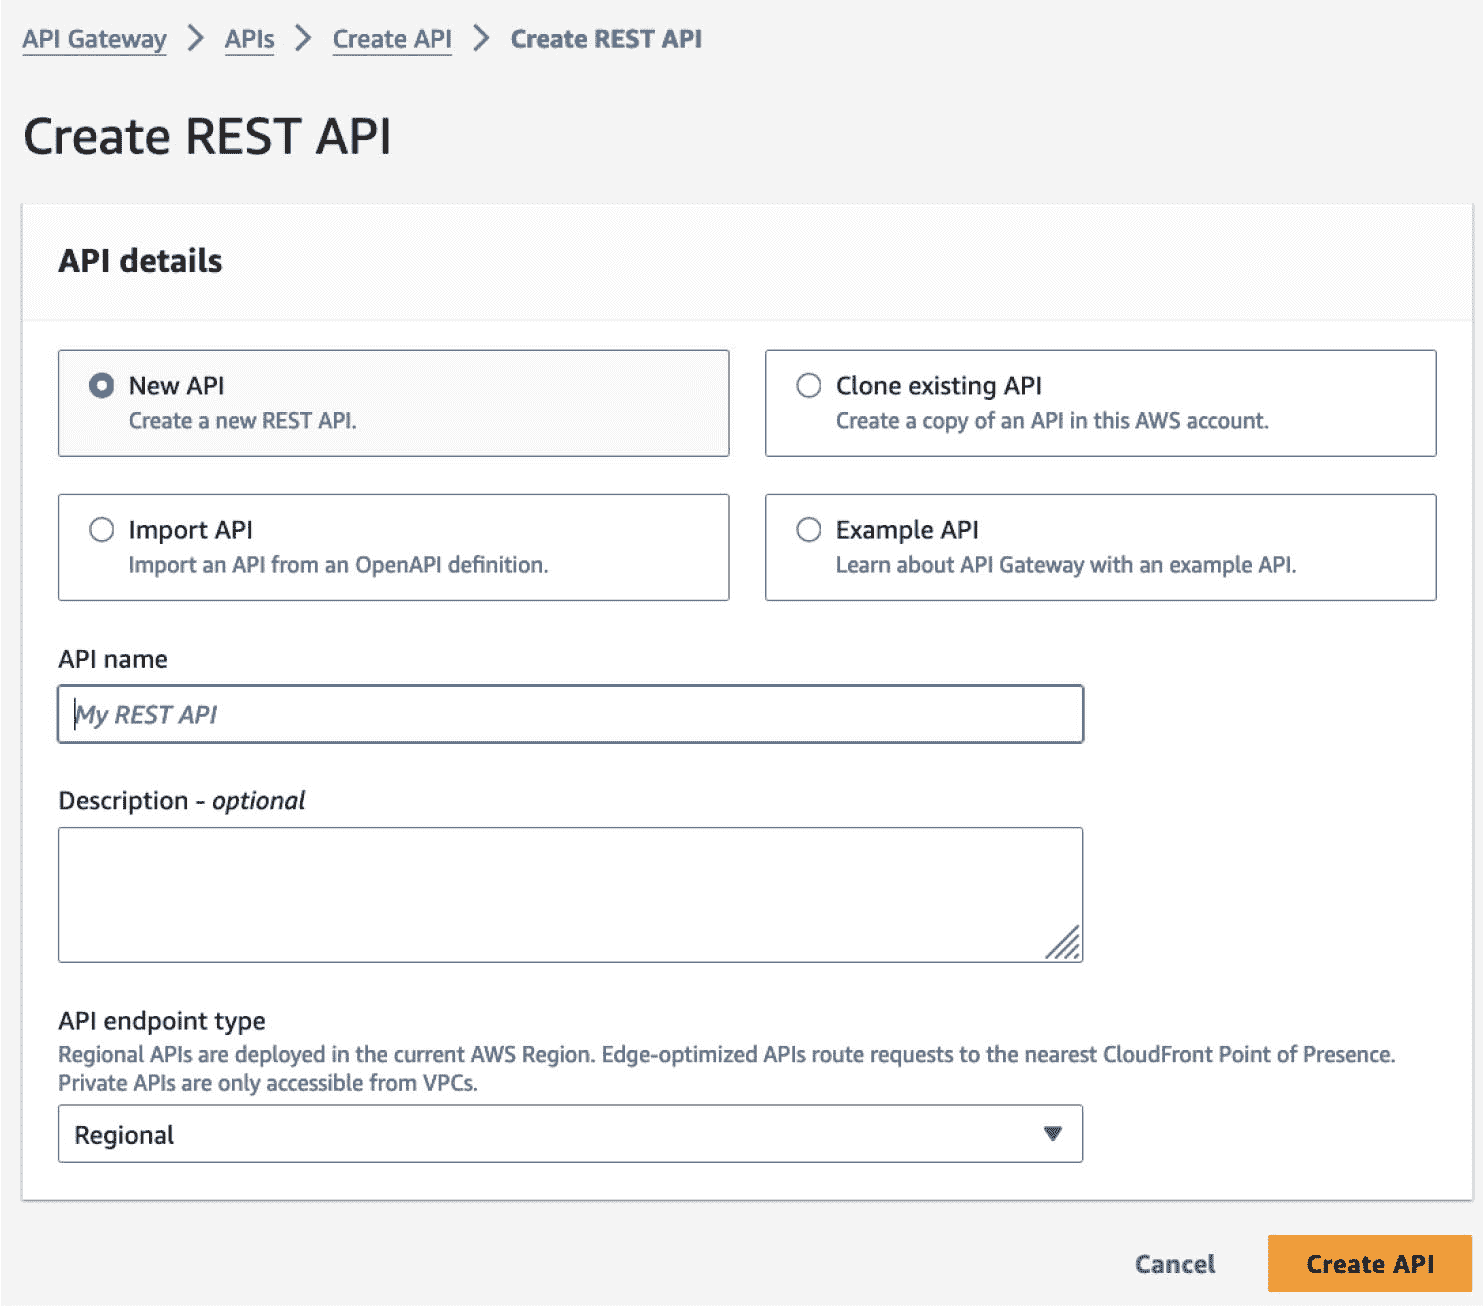 API Gateway > APIs > Create API > Create REST API
Create REST API
API details
New API
Create a new REST API.
Clone existing API
Create a copy of an API in this AWS account.
Import API
Import an API from an OpenAPI definition.
Example API
Learn about API Gateway with an example API.
API name
My REST API
Description - optional
API endpoint type
Regional APIs are deployed in the current AWS Region. Edge-optimized APIs route requests to the nearest CloudFront Point of Presence.
Private APIs are only accessible from VPCs.
Regional
Cancel
Create API